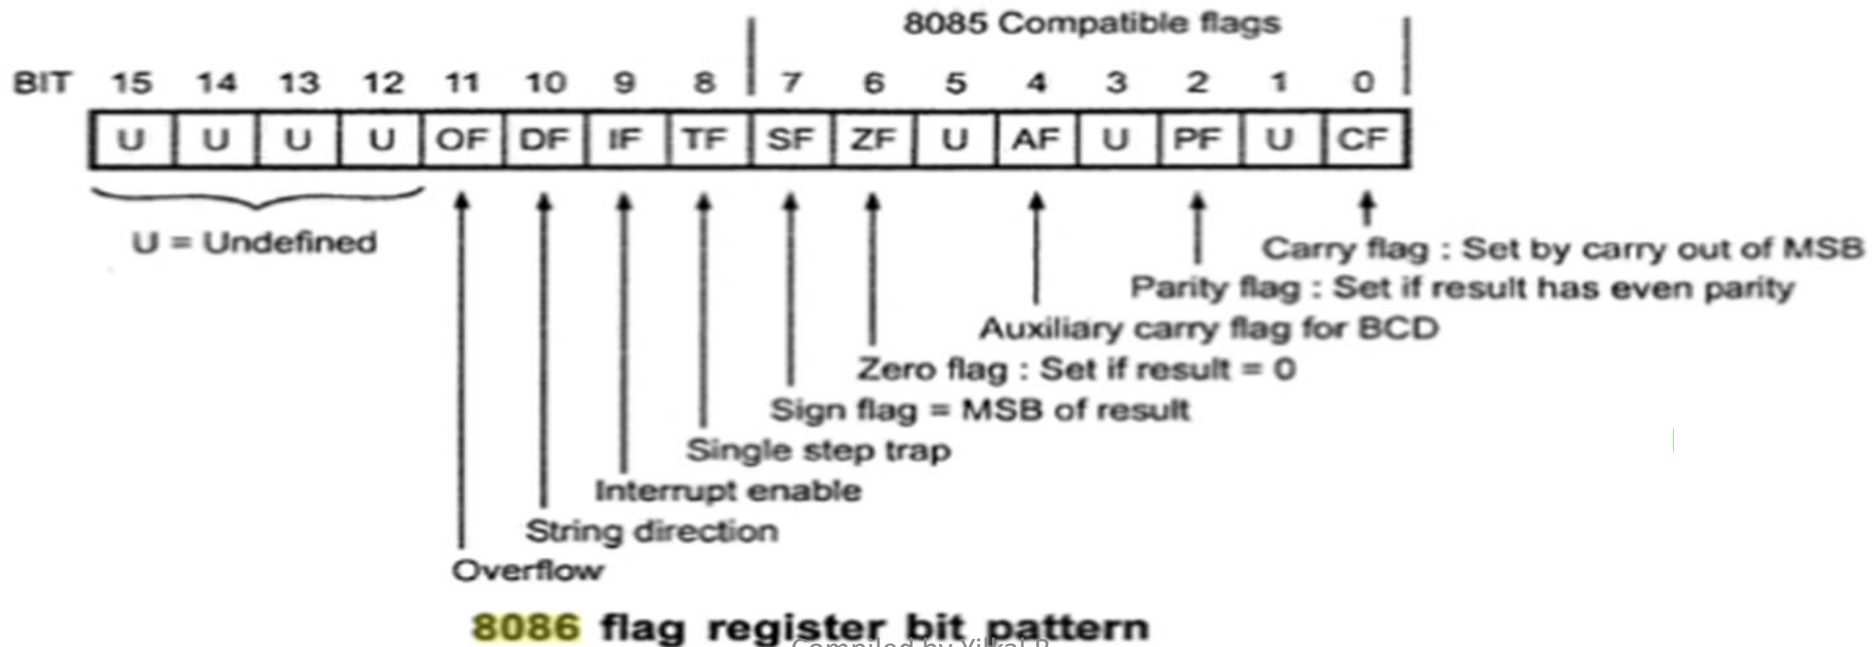 8085 Compatible flags
BIT 15 14 13 12 11 10 9 8 7 6 5 4 3 2 1 0
U U U U OF DF IF TF SF ZF U AF U PF U CF
U = Undefined
Carry flag : Set by carry out of MSB
Parity flag : Set if result has even parity
Auxiliary carry flag for BCD
Zero flag : Set if result = 0
Sign flag = MSB of result
Single step trap
Interrupt enable
String direction
Overflow
8086 flag register bit pattern
Compiled by